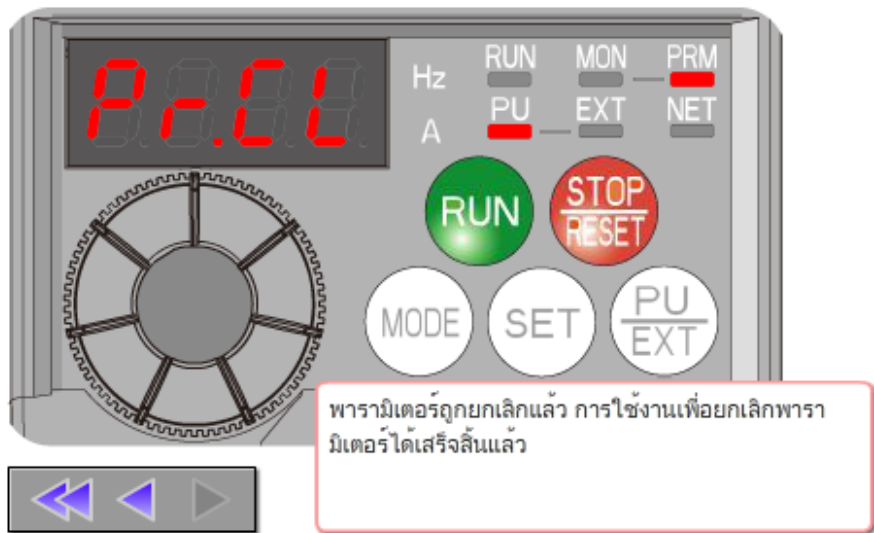 Pr.CL
Hz RUN MON PRM
A PU EXT NET
RUN STOP
RESET
MODE SET PU
EXT
พารามิเตอร์ถูกยกเลิกแล้ว การใช้งานเพื่อยกเลิกพารา
มิเตอร์ได้เสร็จสิ้นแล้ว